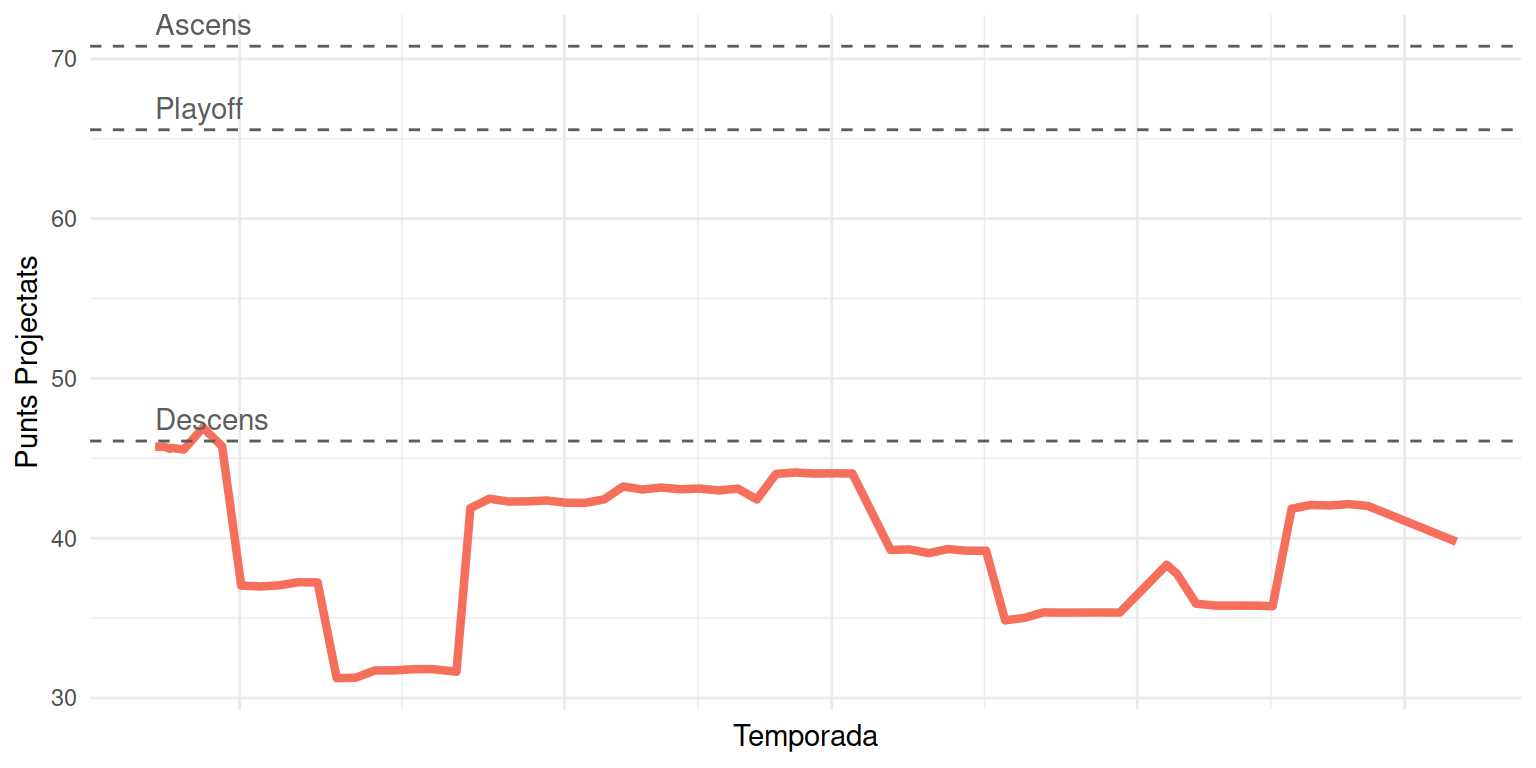 Ascens
70
Playoff
60
50
Descens
40
30
Punts Projectats
Temporada